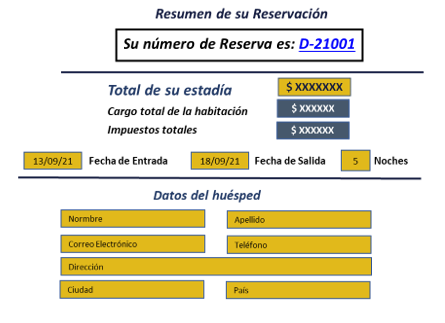 Resumen de su Reservación
Su número de Reserva es: D-21001
Total de su estadía $ XXXXXXX
Cargo total de la habitación $ XXXXXX
Impuestos totales $ XXXXXX
13/09/21 Fecha de Entrada 18/09/21 Fecha de Salida 5 Noches
Datos del huésped
Normbre Apellido
Correo Electrónico Teléfono
Dirección
Ciudad País